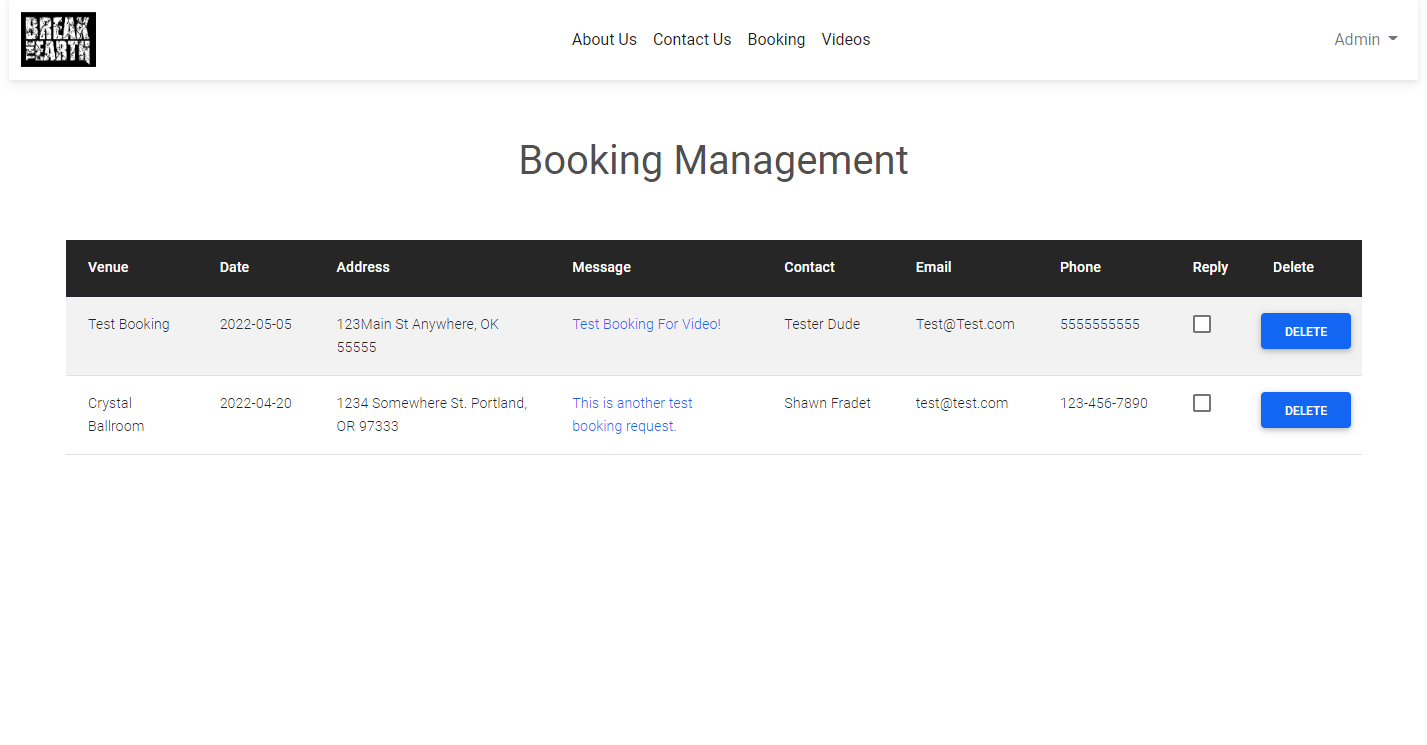 BREAK
THE EARTH
About Us Contact Us Booking Videos
Admin
Booking Management
Venue Date Address Message Contact Email Phone Reply Delete
Test Booking 2022-05-05 123Main St Anywhere, OK Test Booking For Video! Tester Dude Test@Test.com 5555555555 DELETE
55555
Crystal 2022-04-20 1234 Somewhere St. Portland, This is another test Shawn Fradet test@test.com 123-456-7890 DELETE
Ballroom OR 97333 booking request.